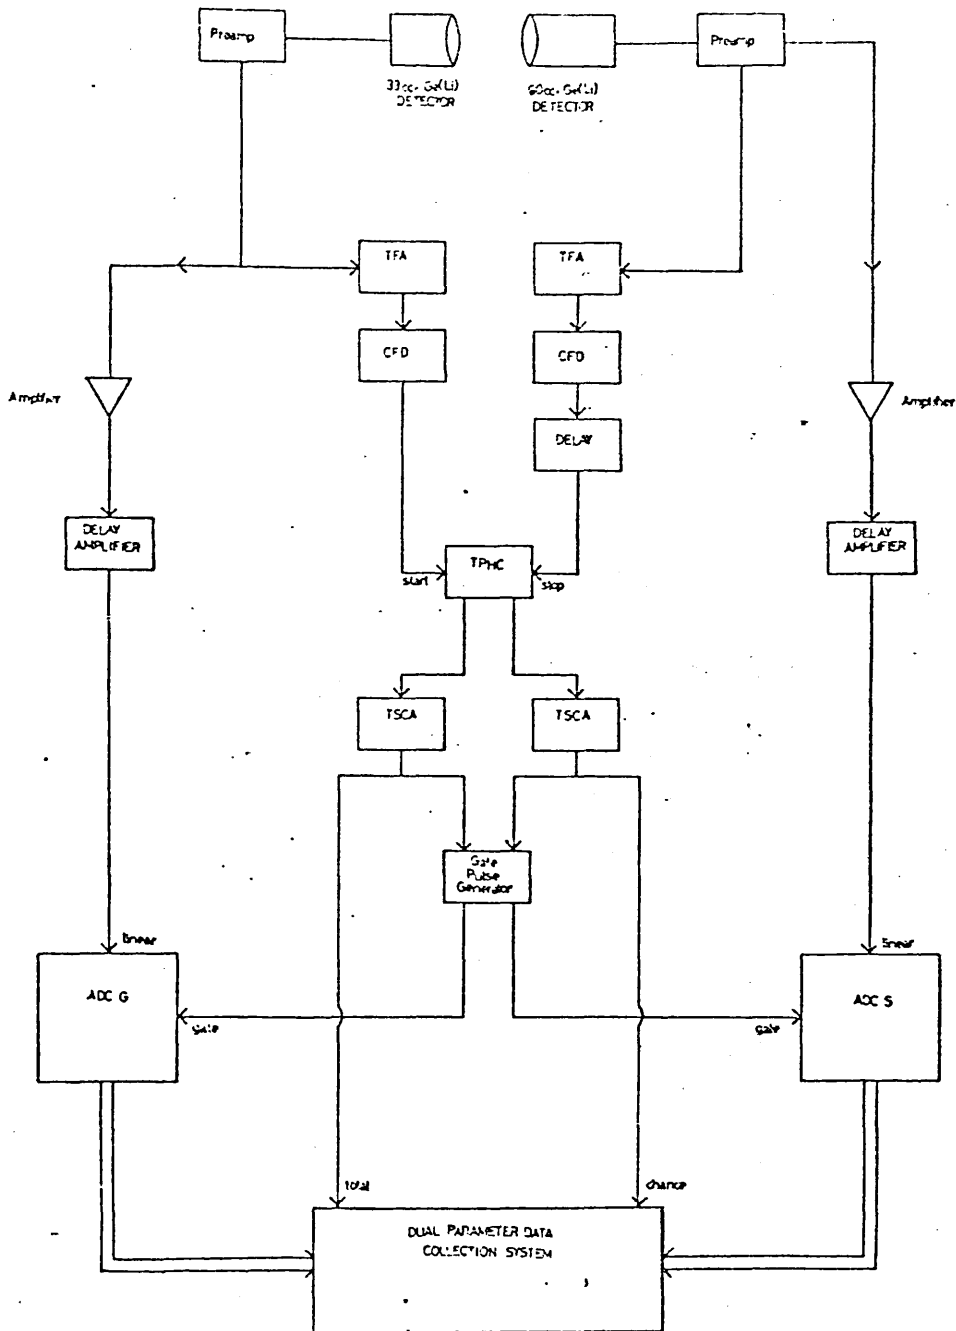 Preamp
Preamp
33cc. Ge(Li)
DETECTOR
60cc. Ge(Li)
DETECTOR
TFA
TFA
CFD
CFD
Amplifier
Amplifier
DELAY
DELAY
AMPLIFIER
DELAY
AMPLIFIER
TPHC
start
stop
TSCA
TSCA
Gate
Pulse
Generator
linear
linear
ADC G
ADC S
gate
gate
total
chance
DUAL PARAMETER DATA
COLLECTION SYSTEM